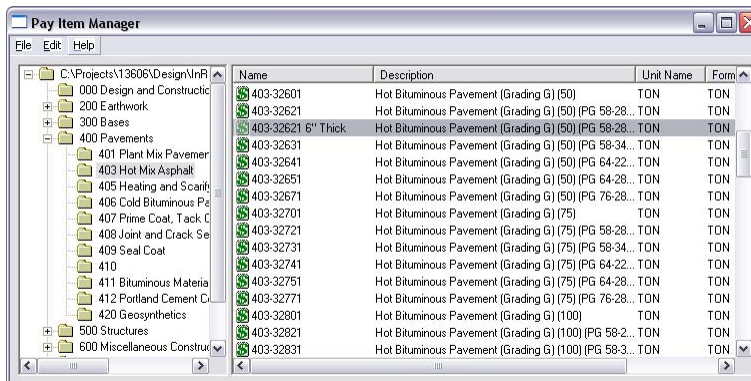 Pay Item Manager
File Edit Help
C:\Projects\13606\Design\InR
000 Design and Constructic
200 Earthwork
300 Bases
400 Pavements
401 Plant Mix Pavemer
403 Hot Mix Asphalt
405 Heating and Scarify
406 Cold Bituminous Pa
407 Prime Coat, Tack C
408 Joint and Crack Se
409 Seal Coat
410
411 Bituminous Materia
412 Portland Cement Co
420 Geosynthetics
500 Structures
600 Miscellaneous Construc
Name Description Unit Name Form
403-32601 Hot Bituminous Pavement (Grading G) (50) TON TON
403-32621 Hot Bituminous Pavement (Grading G) (50) (PG 58-28... TON TON
403-32621 6" Thick Hot Bituminous Pavement (Grading G) (50) (PG 58-28... TON TON
403-32631 Hot Bituminous Pavement (Grading G) (50) (PG 58-34... TON TON
403-32641 Hot Bituminous Pavement (Grading G) (50) (PG 64-22... TON TON
403-32651 Hot Bituminous Pavement (Grading G) (50) (PG 64-28... TON TON
403-32671 Hot Bituminous Pavement (Grading G) (50) (PG 76-28... TON TON
403-32701 Hot Bituminous Pavement (Grading G) (75) TON TON
403-32721 Hot Bituminous Pavement (Grading G) (75) (PG 58-28... TON TON
403-32731 Hot Bituminous Pavement (Grading G) (75) (PG 58-34... TON TON
403-32741 Hot Bituminous Pavement (Grading G) (75) (PG 64-22... TON TON
403-32751 Hot Bituminous Pavement (Grading G) (75) (PG 64-28... TON TON
403-32771 Hot Bituminous Pavement (Grading G) (75) (PG 76-28... TON TON
403-32801 Hot Bituminous Pavement (Grading G) (100) TON TON
403-32821 Hot Bituminous Pavement (Grading G) (100) (PG 58-2... TON TON
403-32831 Hot Bituminous Pavement (Grading G) (100) (PG 58-3... TON TON